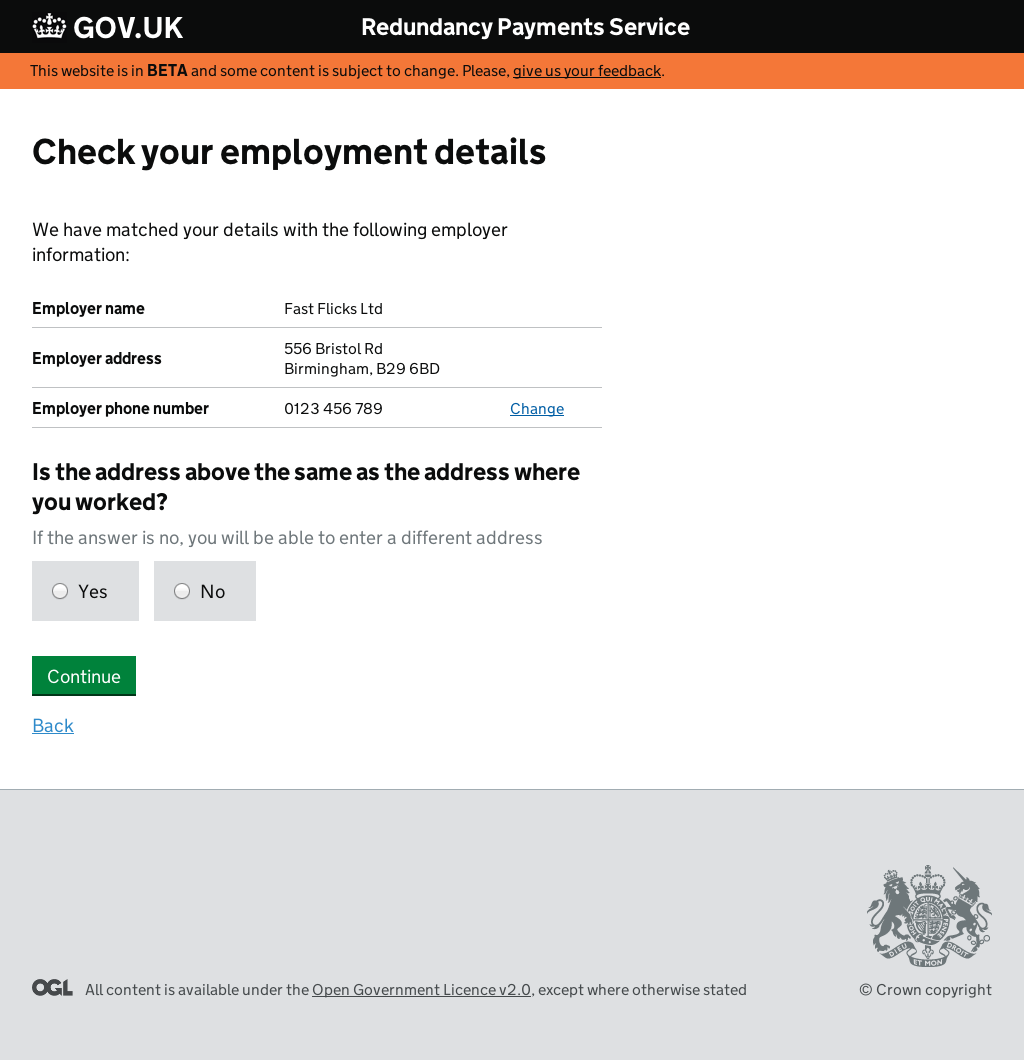 GOV.UK
Redundancy Payments Service
This website is in BETA and some content is subject to change. Please, give us your feedback.
Check your employment details
We have matched your details with the following employer
information:
Employer name Fast Flicks Ltd
Employer address 556 Bristol Rd
Birmingham, B29 6BD
Employer phone number 0123 456 789 Change
Is the address above the same as the address where
you worked?
If the answer is no, you will be able to enter a different address
Yes No
Continue
Back
DIEU ET MON DROIT
OGL All content is available under the Open Government Licence v2.0, except where otherwise stated
© Crown copyright